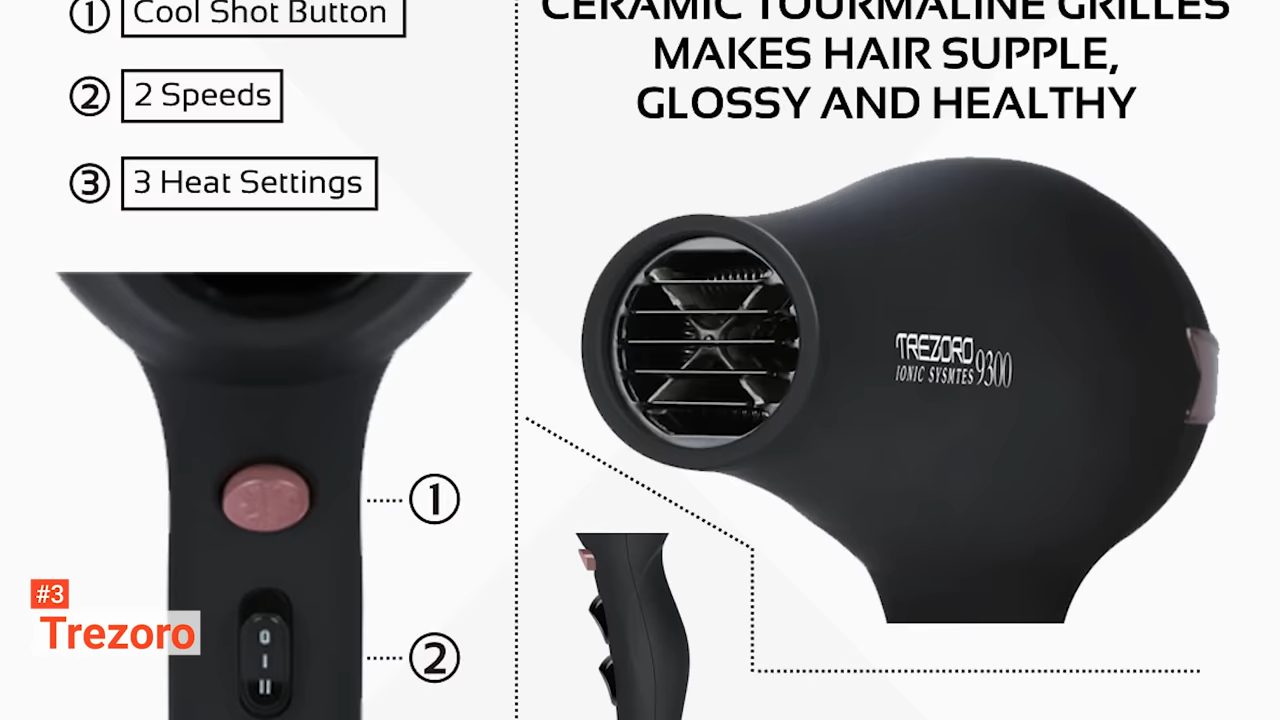 ① Cool Shot Button
② 2 Speeds
③ 3 Heat Settings
CERAMIC TOURMALINE GRILLES
MAKES HAIR SUPPLE,
GLOSSY AND HEALTHY
TREZORO
IONIC SYSMTES 9300
①
②
O
I
II
#3
Trezoro